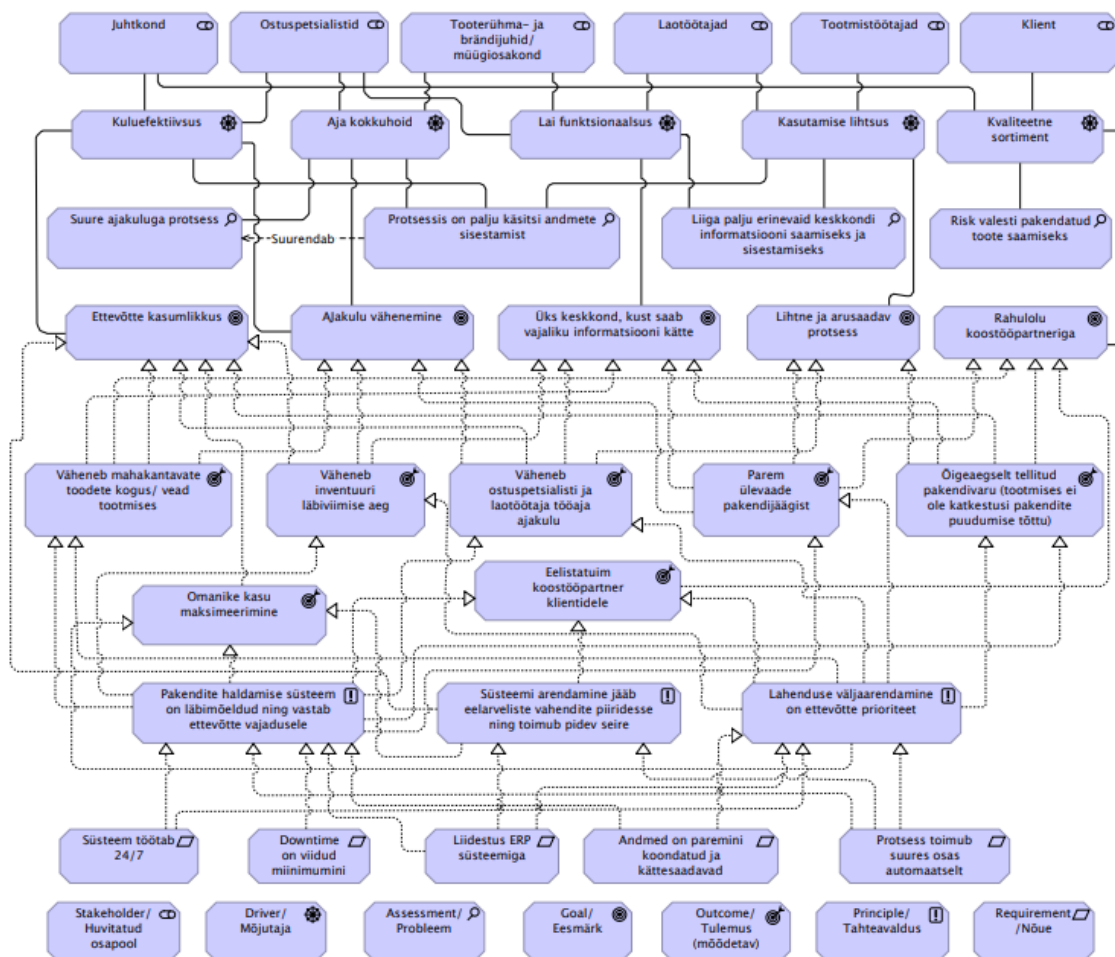 Juhtkond
Ostuspetsialistid
Tooterühma- ja
brändijuhid/
müügiosakond
Laotöötajad
Tootmistöötajad
Klient
Kuluefektiivsus
Aja kokkuhoid
Lai funktsionaalsus
Kasutamise lihtsus
Kvaliteetne
sortiment
Suure ajakuluga protsess
Protsessis on palju käsitsi andmete
sisestamist
Liiga palju erinevaid keskkondi
informatsiooni saamiseks ja
sisestamiseks
Risk valesti pakendatud
toote saamiseks
Suurendab
Ettevõtte kasumlikkus
AJakulu vähenemine
Üks keskkond, kust saab
vajaliku informatsiooni kätte
Lihtne ja arusaadav
protsess
Rahulolu
koostööpartneriga
Väheneb mahakantavate
toodete kogus/ vead
tootmises
Väheneb
inventuuri
läbiviimise aeg
Väheneb
ostuspetsialisti ja
laotöötaja tööaja
ajakulu
Parem
ülevaade
pakendijäägist
Õigeaegselt tellitud
pakendivaru (tootmises ei
ole katkestusi pakendite
puudumise tõttu)
Omanike kasu
maksimeerimine
Eelistatuim
koostööpartner
klientidele
Pakendite haldamise süsteem
on läbimõeldud ning vastab
ettevõtte vajadusele
Süsteemi arendamine jääb
eelarveliste vahendite piiridesse
ning toimub pidev seire
Lahenduse väljaarendamine
on ettevõtte prioriteet
Süsteem töötab
24/7
Downtime
on viidud
miinimumini
Liidestus ERP
süsteemiga
Andmed on paremini
koondatud ja
kättesaadavad
Protsess toimub
suures osas
automaatselt
Stakeholder/
Huvitatud
osapool
Driver/
Mõjutaja
Assessment/
Probleem
Goal/
Eesmärk
Outcome/
Tulemus
(mõõdetav)
Principle/
Tahteavaldus
Requirement
/Nõue